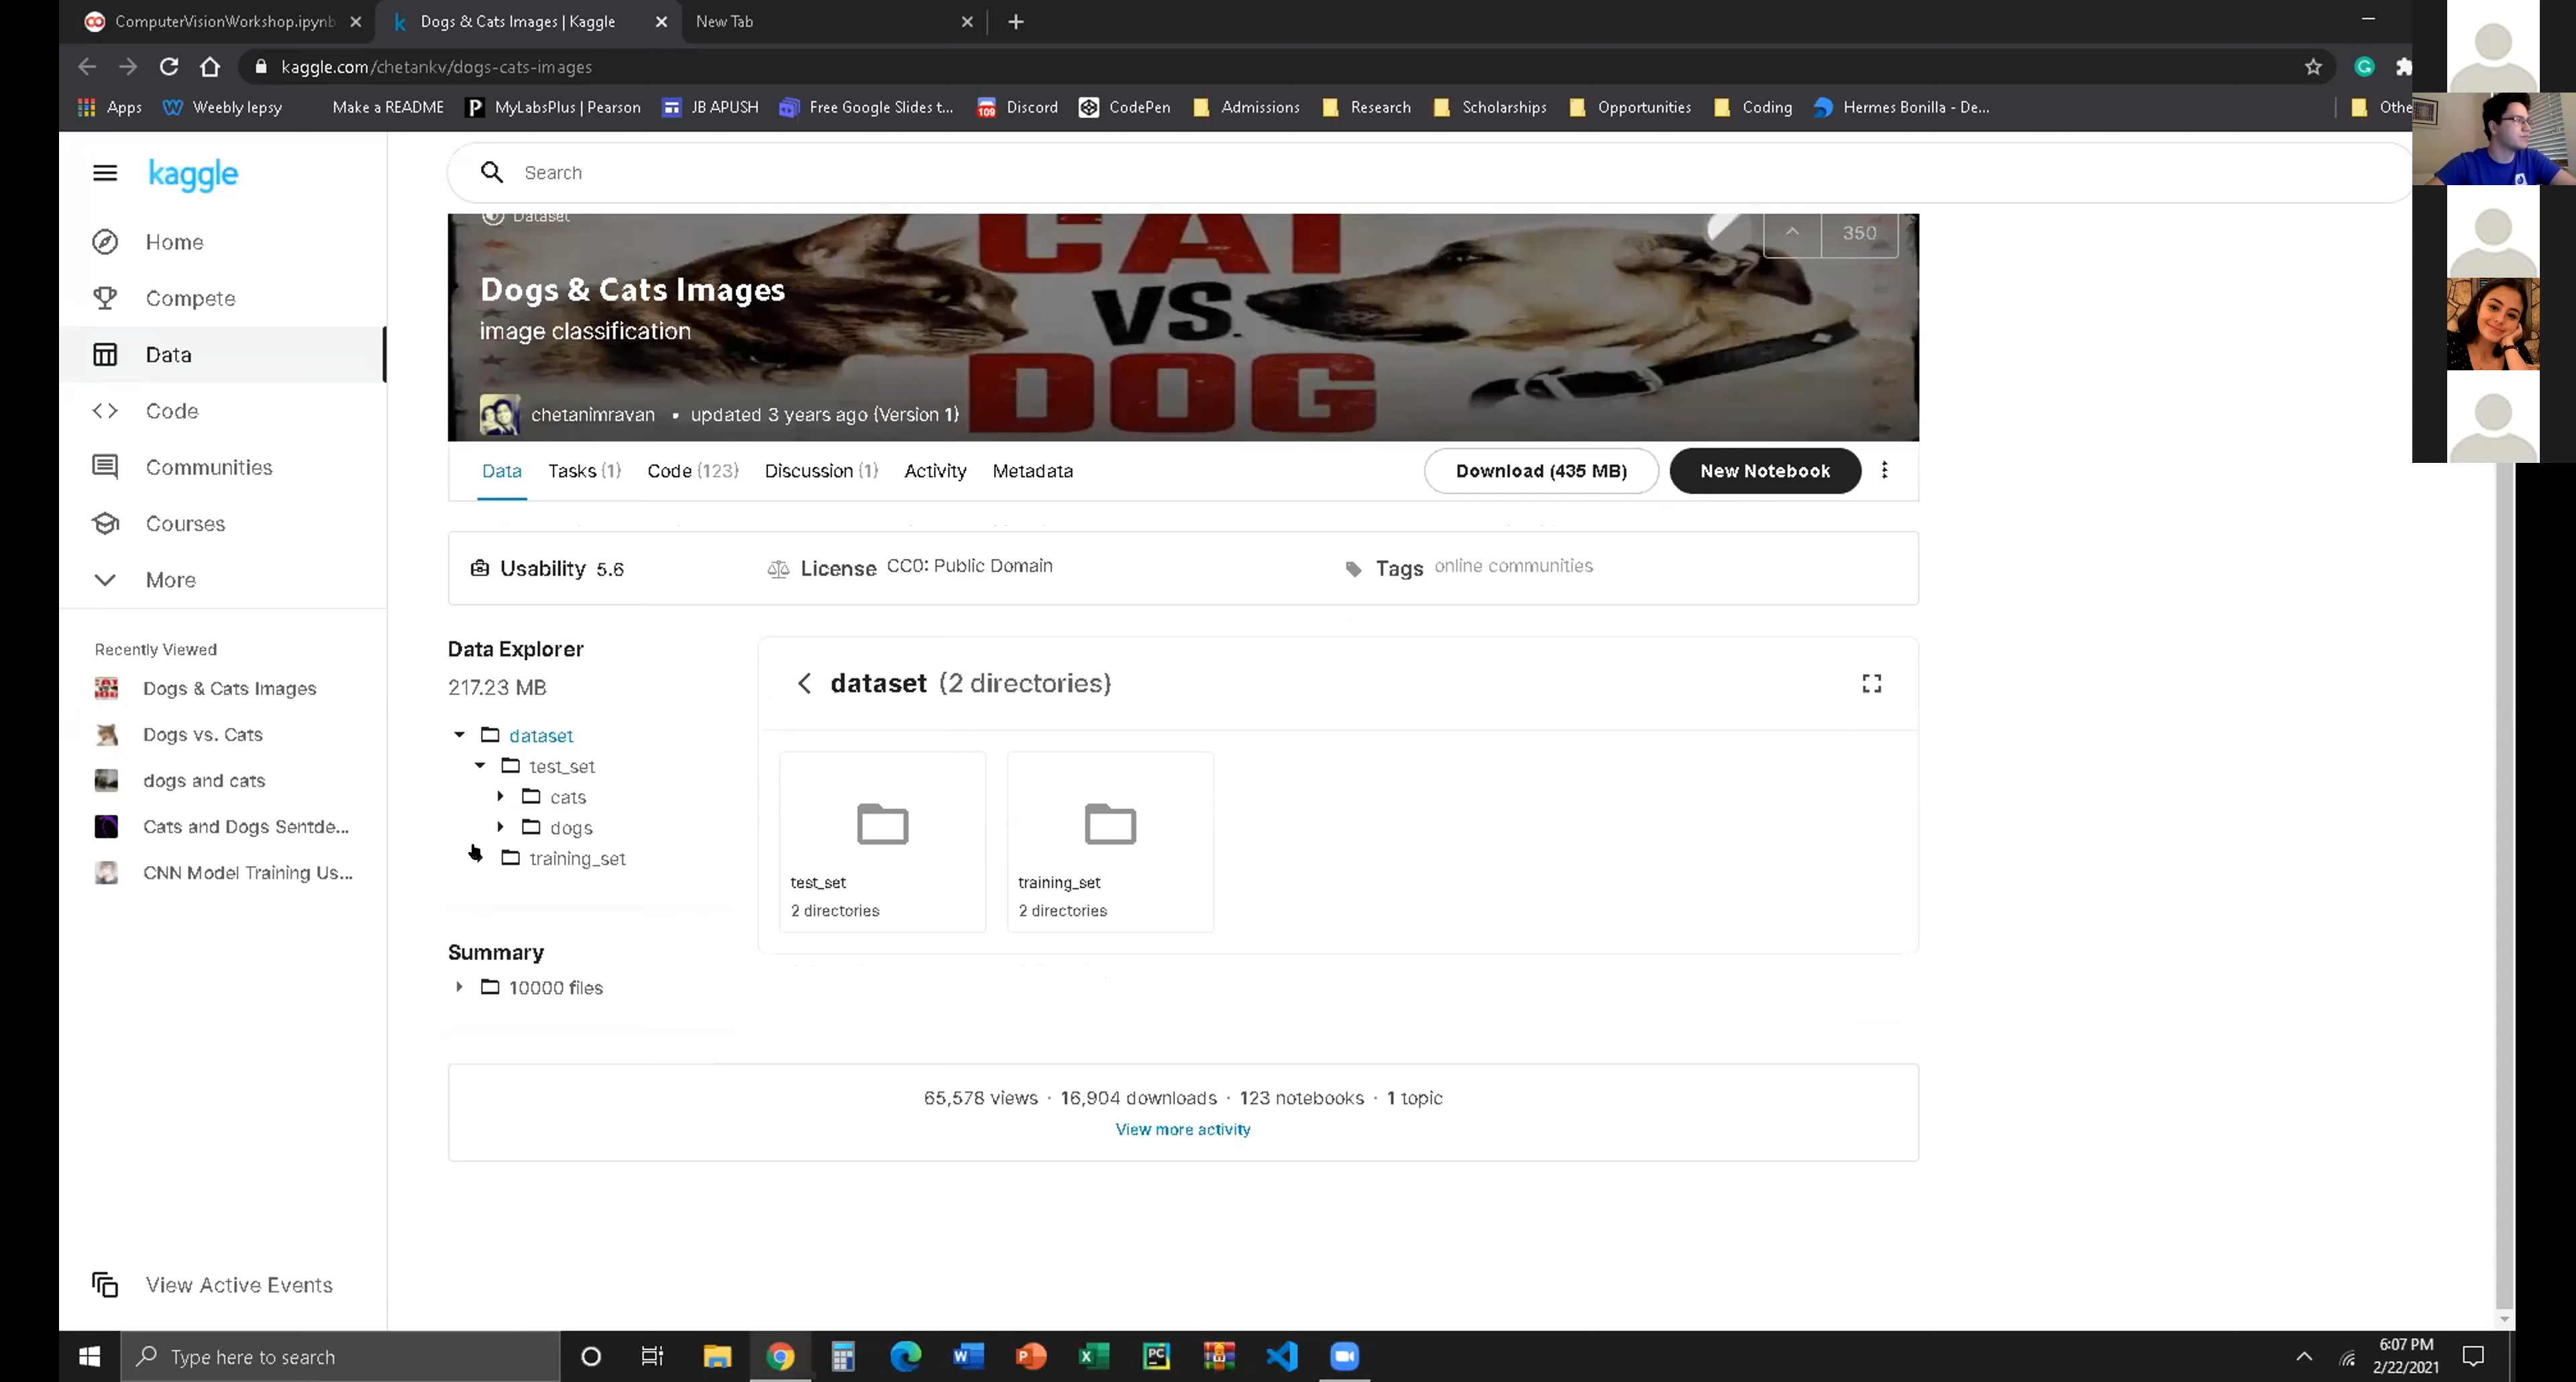 ComputerVisionWorkshop.ipynb
Dogs & Cats Images | Kaggle
New Tab
kaggle.com/chetankv/dogs-cats-images
Apps
Weebly lepsy
Make a README
MyLabsPlus | Pearson
JB APUSH
Free Google Slides t...
109
Discord
CodePen
Admissions
Research
Scholarships
Opportunities
Coding
Hermes Bonilla - De...
Othe
kaggle
Search
Home
Compete
Data
Code
Communities
Courses
More
Recently Viewed
Dogs & Cats Images
Dogs vs. Cats
dogs and cats
Cats and Dogs Sentde...
CNN Model Training Us...
View Active Events
Dataset
350
CAT
VS.
DOG
Dogs & Cats Images
image classification
chetanimravan • updated 3 years ago (Version 1)
Data Tasks (1) Code (123) Discussion (1) Activity Metadata
Download (435 MB)
New Notebook
Usability 5.6
License CC0: Public Domain
Tags online communities
Data Explorer
217.23 MB
dataset
test_set
cats
dogs
training_set
Summary
10000 files
dataset (2 directories)
test_set
2 directories
training_set
2 directories
65,578 views · 16,904 downloads · 123 notebooks · 1 topic
View more activity
Type here to search
6:07 PM
2/22/2021